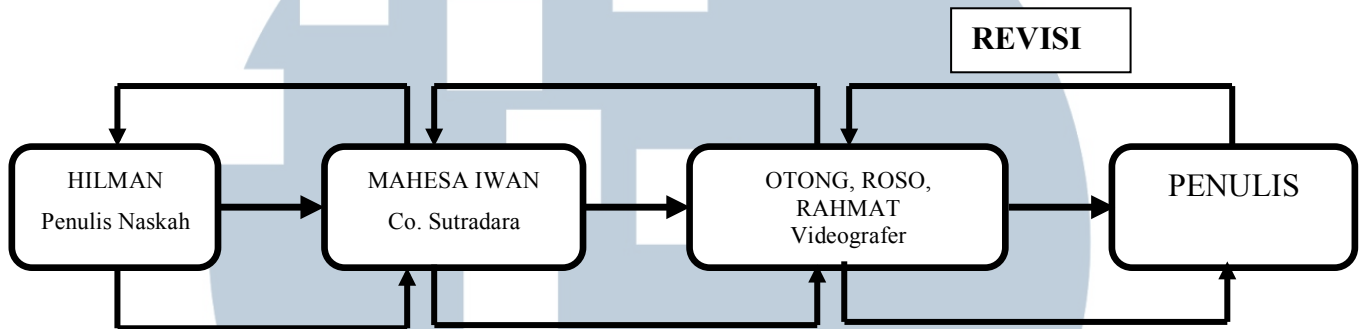 REVISI
HILMAN
Penulis Naskah
MAHESA IWAN
Co. Sutradara
OTONG, ROSO,
RAHMAT
Videografer
PENULIS